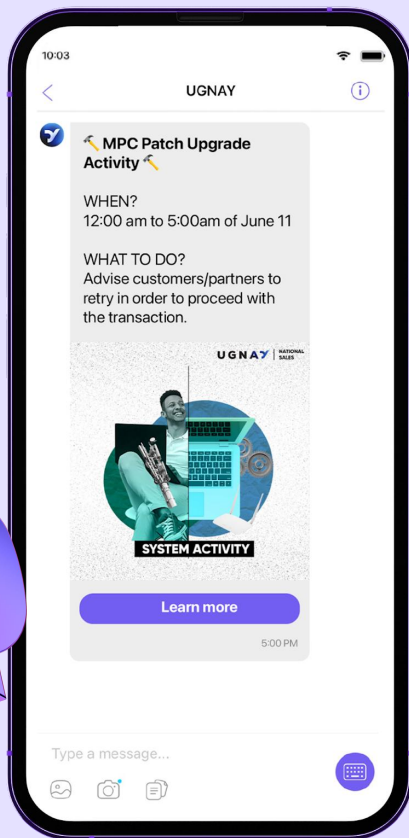 10:03
UGNAY
🔨 MPC Patch Upgrade
Activity 🔨
WHEN?
12:00 am to 5:00am of June 11
WHAT TO DO?
Advise customers/partners to
retry in order to proceed with
the transaction.
UGNAY | NATIONAL SALES
SYSTEM ACTIVITY
Learn more
5:00 PM
Type a message...